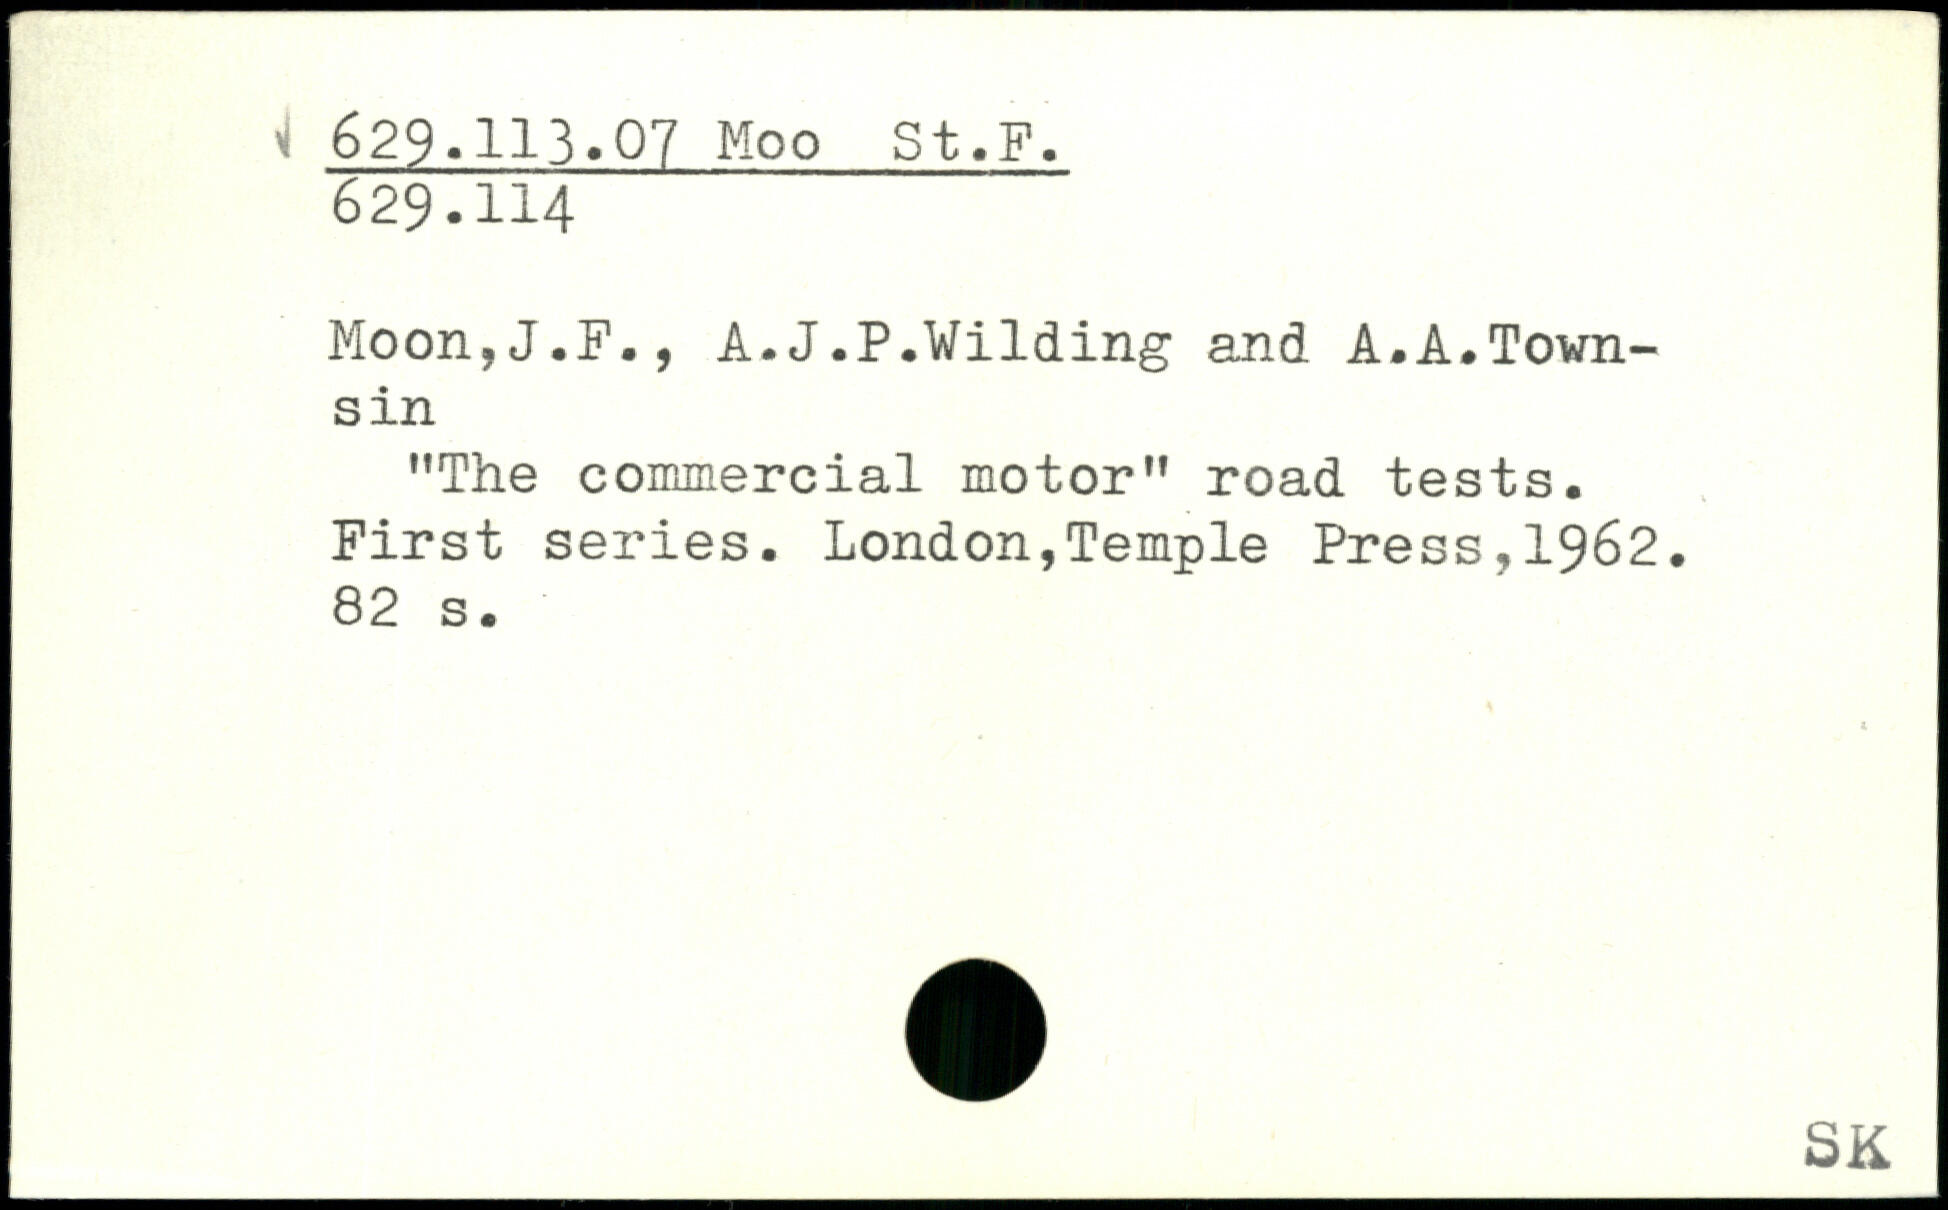 629.113.07 Moo St.F.
629.114
Moon,J.F., A.J.P.Wilding and A.A.Town-
sin
"The commercial motor" road tests.
First series. London,Temple Press,1962.
82 s.
SK